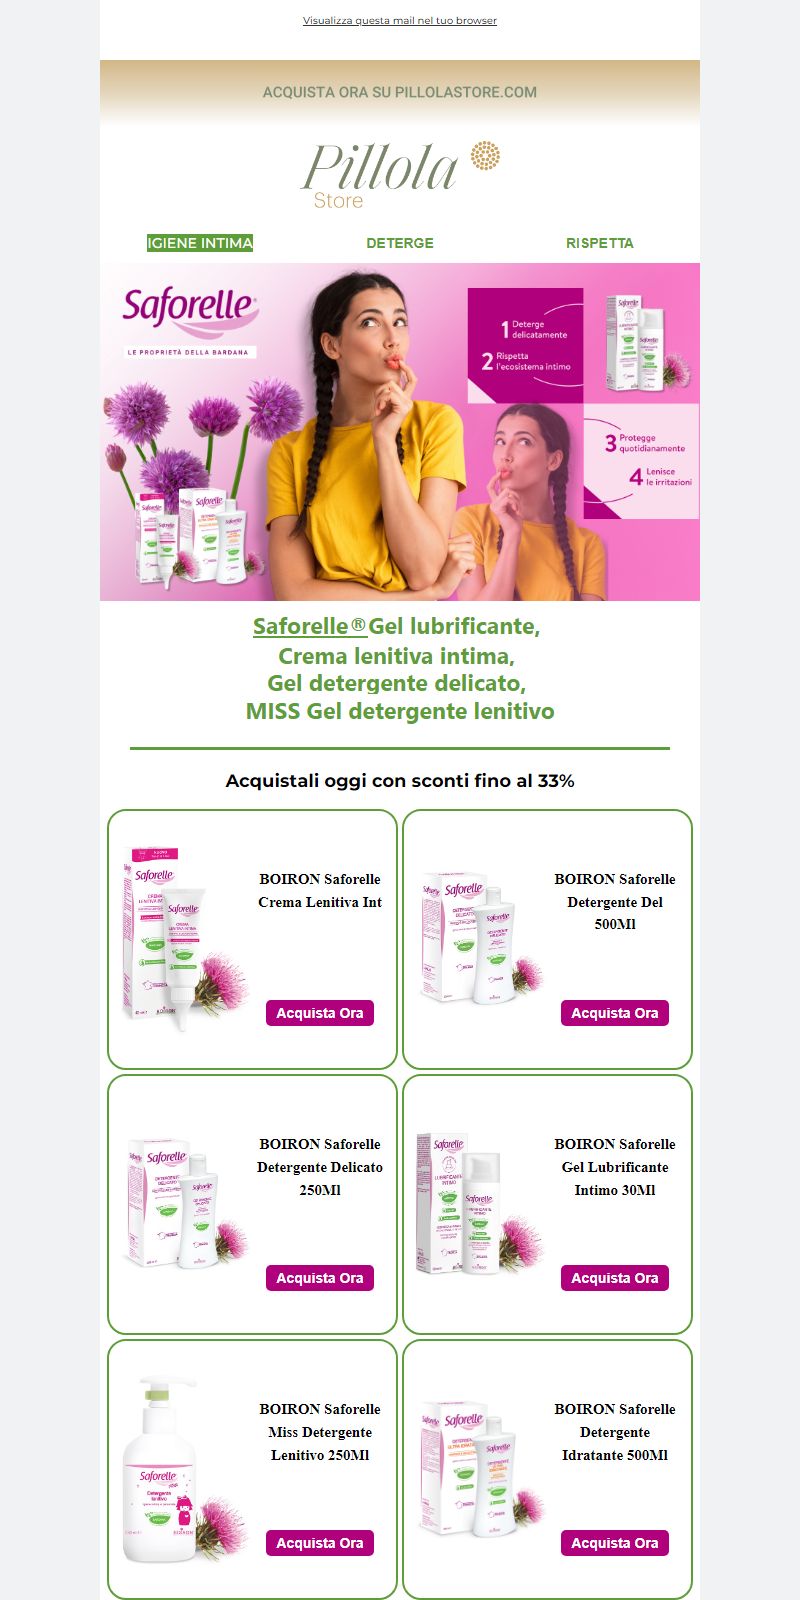 Visualizza questa mail nel tuo browser
ACQUISTA ORA SU PILLOLASTORE.COM
Pillola
Store
IGIENE INTIMA
DETERGE
RISPETTA
Saforelle®
LE PROPRIETÀ DELLA BARDANA
1 Deterge
delicatamente
2 Rispetta
l'ecosistema intimo
3 Protegge
quotidianamente
4 Lenisce
le irritazioni
Saforelle®Gel lubrificante,
Crema lenitiva intima,
Gel detergente delicato,
MISS Gel detergente lenitivo
Acquistali oggi con sconti fino al 33%
BOIRON Saforelle
Crema Lenitiva Int
Acquista Ora
BOIRON Saforelle
Detergente Del
500Ml
Acquista Ora
BOIRON Saforelle
Detergente Delicato
250Ml
Acquista Ora
BOIRON Saforelle
Gel Lubrificante
Intimo 30Ml
Acquista Ora
BOIRON Saforelle
Miss Detergente
Lenitivo 250Ml
Acquista Ora
BOIRON Saforelle
Detergente
Idratante 500Ml
Acquista Ora